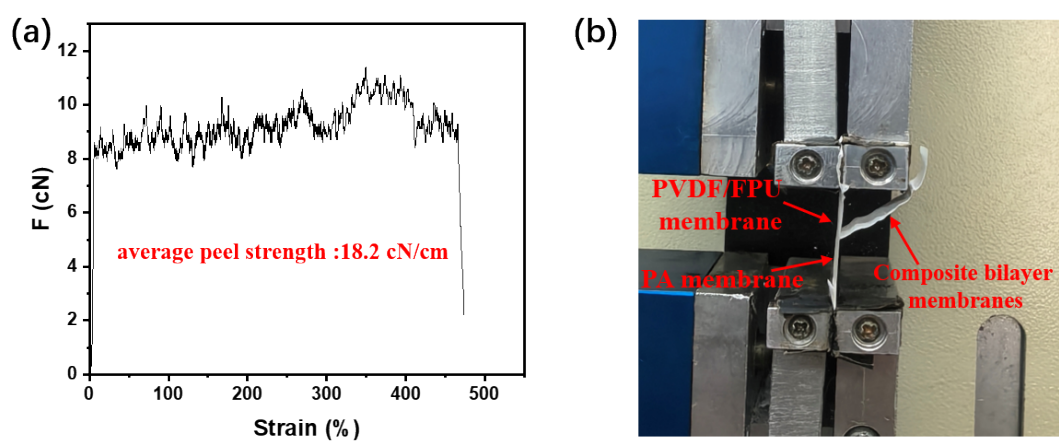 (a)
F (cN)
12
10
8
6
4
2
0
average peel strength :18.2 cN/cm
0 100 200 300 400 500
Strain (%)
(b)
PVDF/FPU
membrane
PA membrane
Composite bilayer
membranes